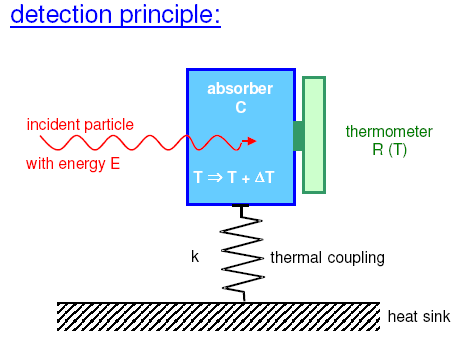 detection principle:
absorber
C
incident particle
with energy E
T ⇒ T + ΔT
thermometer
R (T)
k
thermal coupling
heat sink